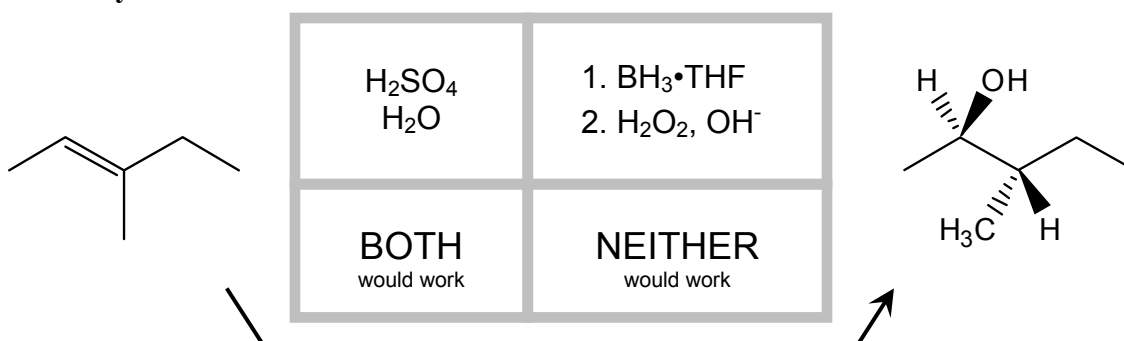 H₂SO₄
H₂O
1. BH₃•THF
2. H₂O₂, OH⁻
BOTH
would work
NEITHER
would work
H
OH
H₃C
H